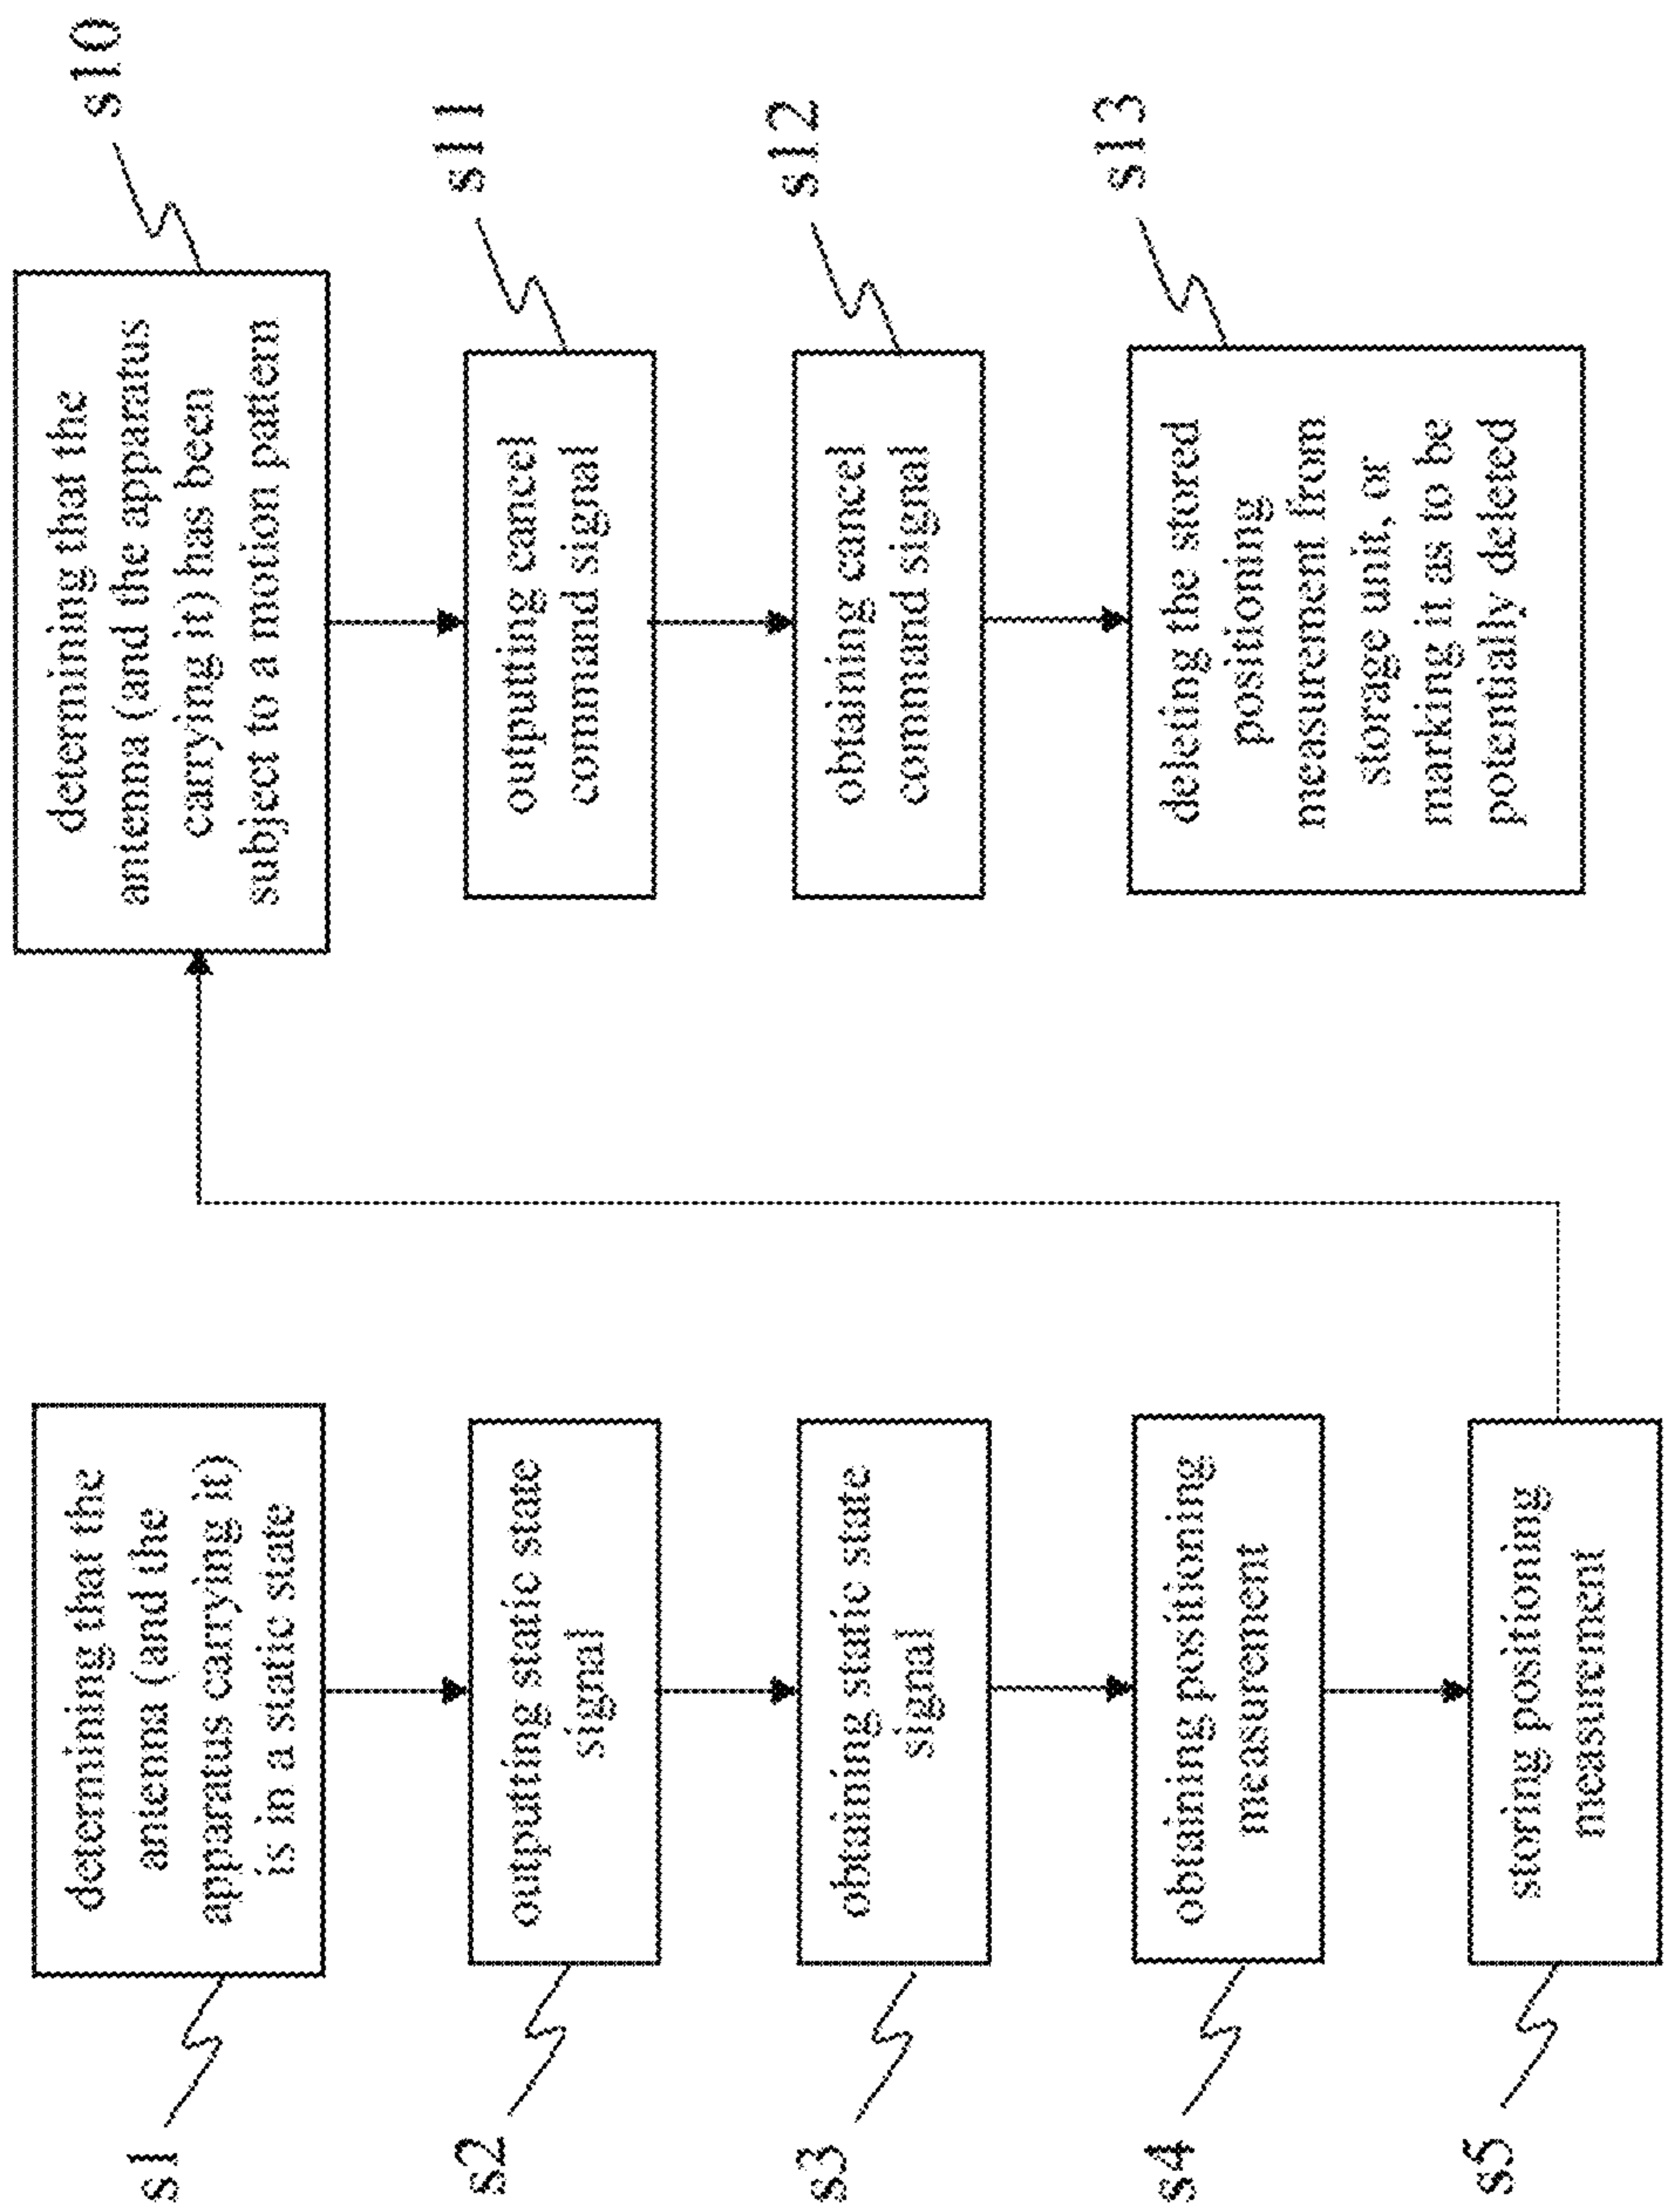 s1
determining that the
antenna (and the
apparatus carrying it)
is in a static state
s2
outputting static state
signal
s3
obtaining static state
signal
s4
obtaining positioning
measurement
s5
storing positioning
measurement
s10
determining that the
antenna (and the apparatus
carrying it) has been
subject to a motion pattern
s11
outputing cancel
command signal
s12
obtaining cancel
command signal
s13
deleting the stored
positioning
measurement from
storage unit, or
marking it as to be
potentially deleted